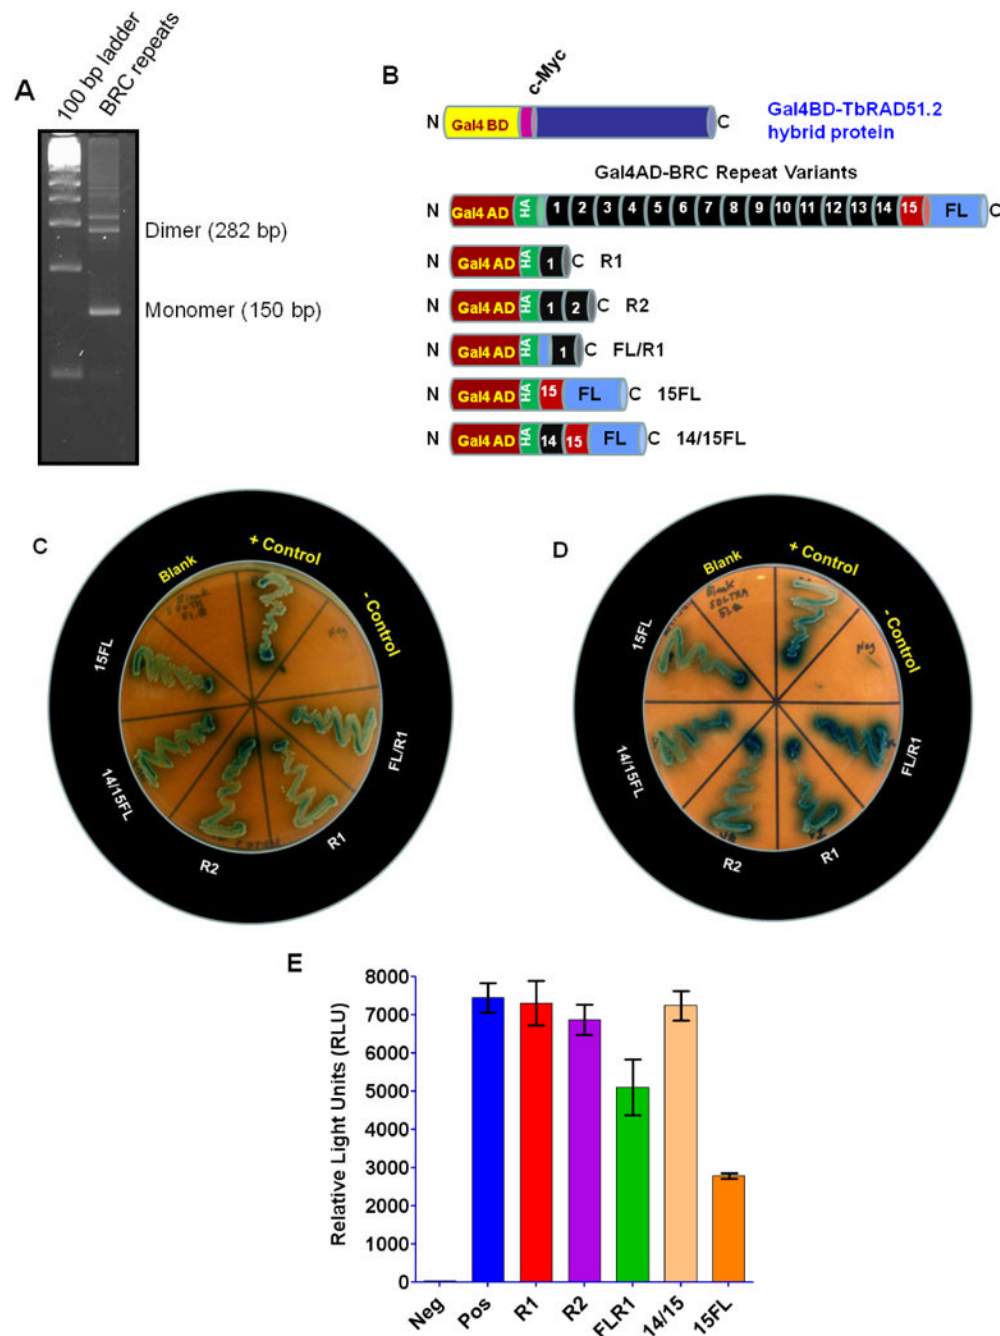 A
100 bp ladder
BRC repeats
Dimer (282 bp)
Monomer (150 bp)
B
c-Myc
N Gal4 BD C
Gal4BD-TbRAD51.2
hybrid protein
Gal4AD-BRC Repeat Variants
N Gal4 AD HA 1 2 3 4 5 6 7 8 9 10 11 12 13 14 15 FL C
N Gal4 AD HA 1 C R1
N Gal4 AD HA 1 2 C R2
N Gal4 AD HA 1 C FL/R1
N Gal4 AD HA 15 FL C 15FL
N Gal4 AD HA 14 15 FL C 14/15FL
C
Blank
+ Control
- Control
FL/R1
R1
R2
14/15FL
15FL
Blank
Neg
D
Blank
+ Control
- Control
FL/R1
R1
R2
14/15FL
15FL
Blank
Neg
E
Relative Light Units (RLU)
8000
7000
6000
5000
4000
3000
2000
1000
0
Neg
Pos
R1
R2
FLR1
14/15
15FL